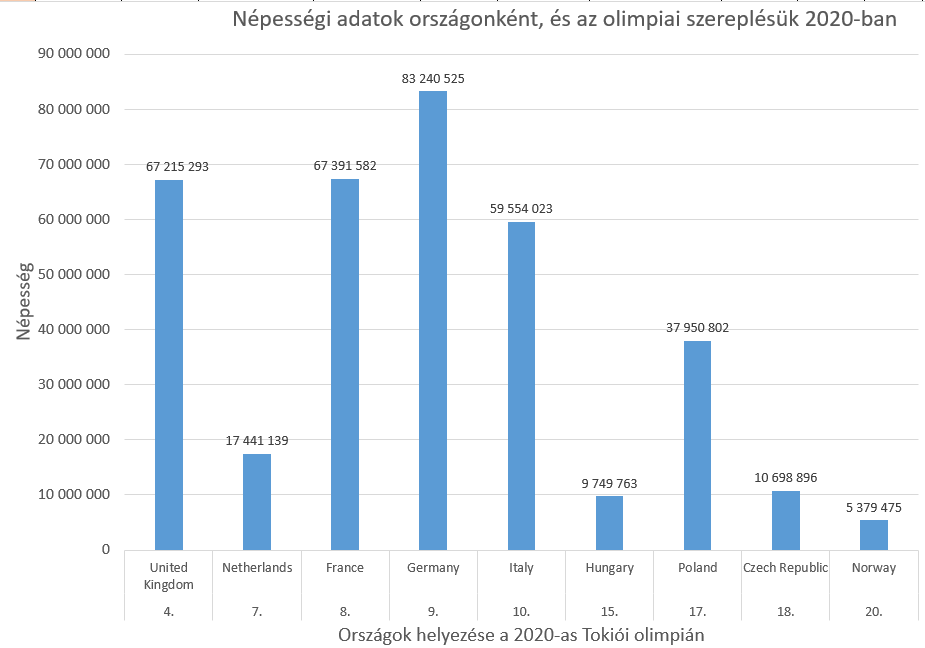 Népességi adatok országonként, és az olimpiai szereplésük 2020-ban
90 000 000
80 000 000
70 000 000
60 000 000
50 000 000
40 000 000
30 000 000
20 000 000
10 000 000
0
Népesség
67 215 293
17 441 139
67 391 582
83 240 525
59 554 023
9 749 763
37 950 802
10 698 896
5 379 475
United
Kingdom
Netherlands
France
Germany
Italy
Hungary
Poland
Czech Republic
Norway
4.
7.
8.
9.
10.
15.
17.
18.
20.
Országok helyezése a 2020-as Tokiói olimpián